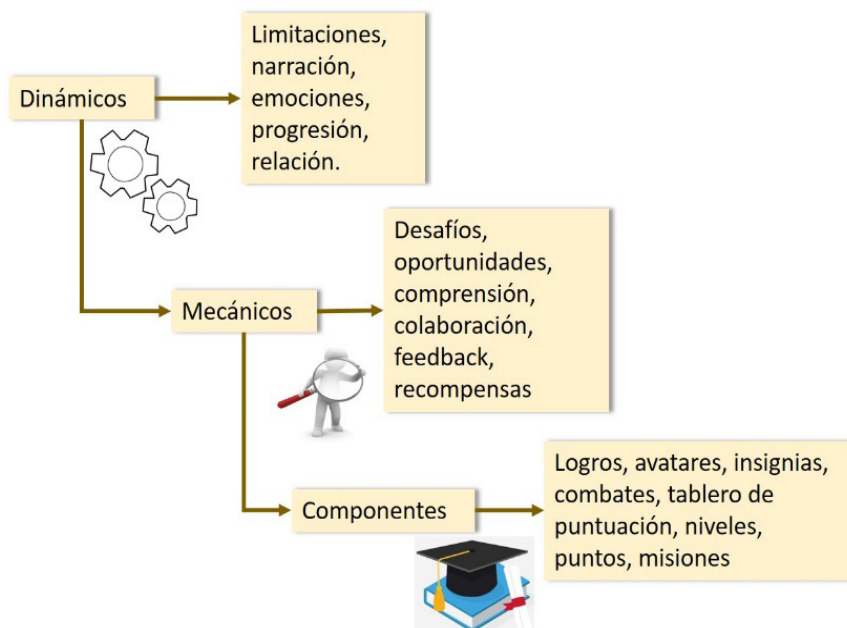 Dinámicos
Limitaciones,
narración,
emociones,
progresión,
relación.
Mecánicos
Desafíos,
oportunidades,
comprensión,
colaboración,
feedback,
recompensas
Componentes
Logros, avatares, insignias,
combates, tablero de
puntuación, niveles,
puntos, misiones